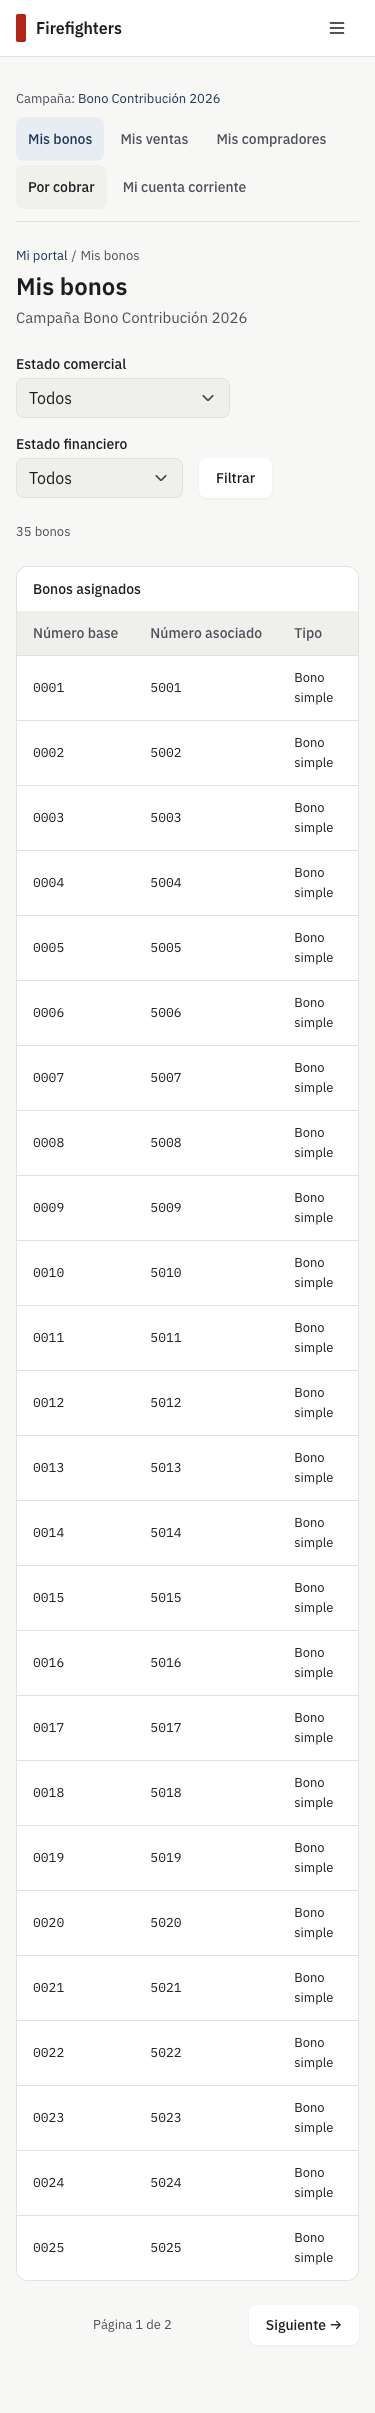 Firefighters
Campaña: Bono Contribución 2026
Mis bonos Mis ventas Mis compradores
Por cobrar Mi cuenta corriente
Mi portal / Mis bonos
Mis bonos
Campaña Bono Contribución 2026
Estado comercial
Todos
Estado financiero
Todos Filtrar
35 bonos
Bonos asignados
Número base Número asociado Tipo
0001 5001 Bono simple
0002 5002 Bono simple
0003 5003 Bono simple
0004 5004 Bono simple
0005 5005 Bono simple
0006 5006 Bono simple
0007 5007 Bono simple
0008 5008 Bono simple
0009 5009 Bono simple
0010 5010 Bono simple
0011 5011 Bono simple
0012 5012 Bono simple
0013 5013 Bono simple
0014 5014 Bono simple
0015 5015 Bono simple
0016 5016 Bono simple
0017 5017 Bono simple
0018 5018 Bono simple
0019 5019 Bono simple
0020 5020 Bono simple
0021 5021 Bono simple
0022 5022 Bono simple
0023 5023 Bono simple
0024 5024 Bono simple
0025 5025 Bono simple
Página 1 de 2 Siguiente →